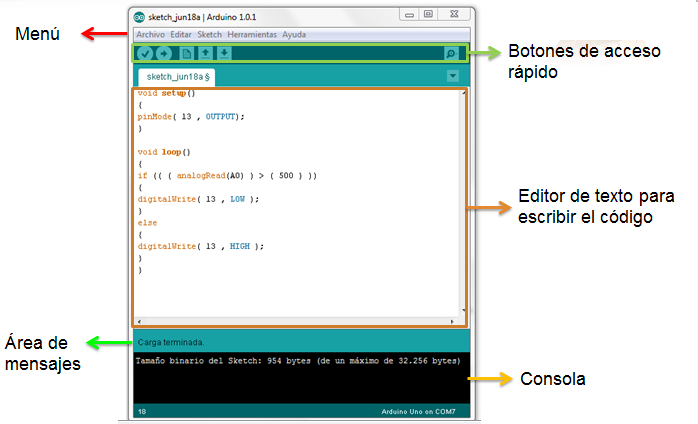 sketch_jun18a | Arduino 1.0.1
Menú
Archivo Editar Sketch Herramientas Ayuda
Botones de acceso
rápido
sketch_jun18a §
void setup()
{
pinMode( 13 , OUTPUT);
}
void loop()
{
if (( ( analogRead(A0) ) > ( 500 ) ))
{
digitalWrite( 13 , LOW );
}
else
{
digitalWrite( 13 , HIGH );
}
}
Editor de texto para
escribir el código
Área de
mensajes
Carga terminada.
Tamaño binario del Sketch: 954 bytes (de un máximo de 32.256 bytes)
Consola
18
Arduino Uno on COM7